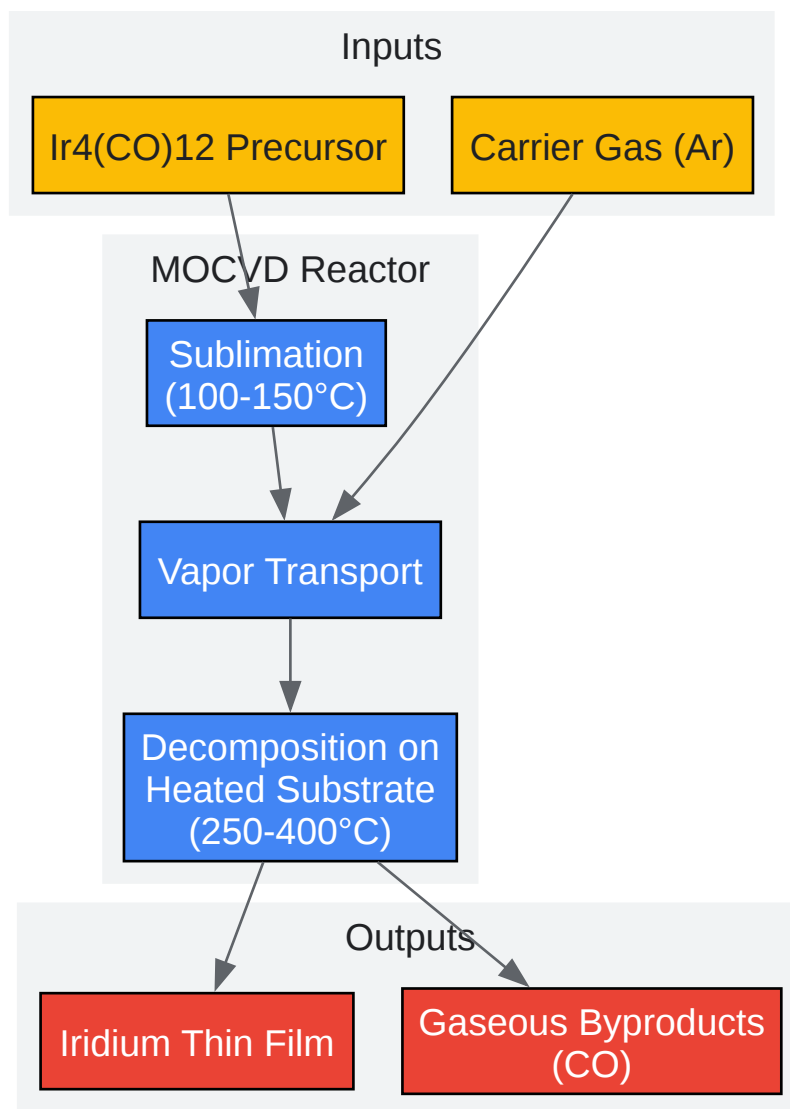 Inputs
Ir4(CO)12 Precursor
Carrier Gas (Ar)
MOCVD Reactor
Sublimation
(100-150°C)
Vapor Transport
Decomposition on
Heated Substrate
(250-400°C)
Outputs
Iridium Thin Film
Gaseous Byproducts
(CO)